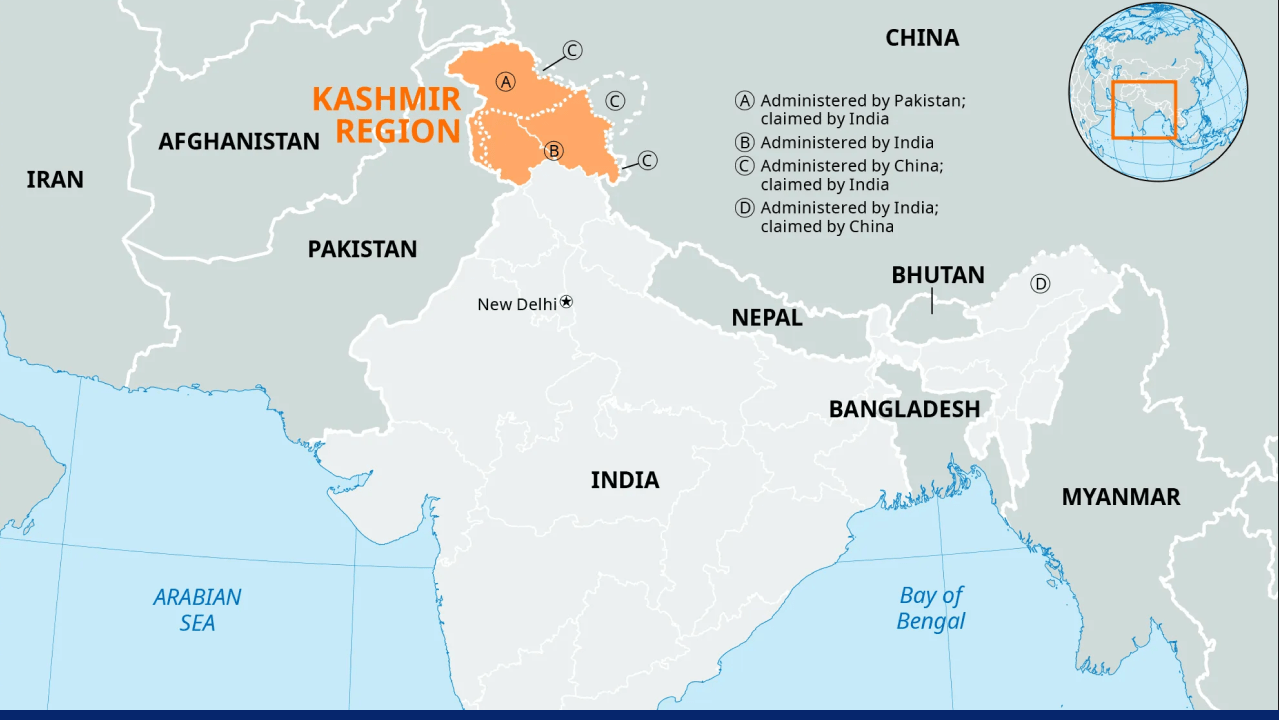 CHINA
Ⓒ
Ⓐ
Ⓒ
KASHMIR
REGION
Ⓐ Administered by Pakistan;
claimed by India
AFGHANISTAN
Ⓑ
Ⓑ Administered by India
Ⓒ
Ⓒ Administered by China;
claimed by India
IRAN
Ⓓ Administered by India;
claimed by China
PAKISTAN
BHUTAN
Ⓓ
New Delhi
NEPAL
BANGLADESH
INDIA
MYANMAR
ARABIAN
SEA
Bay of
Bengal